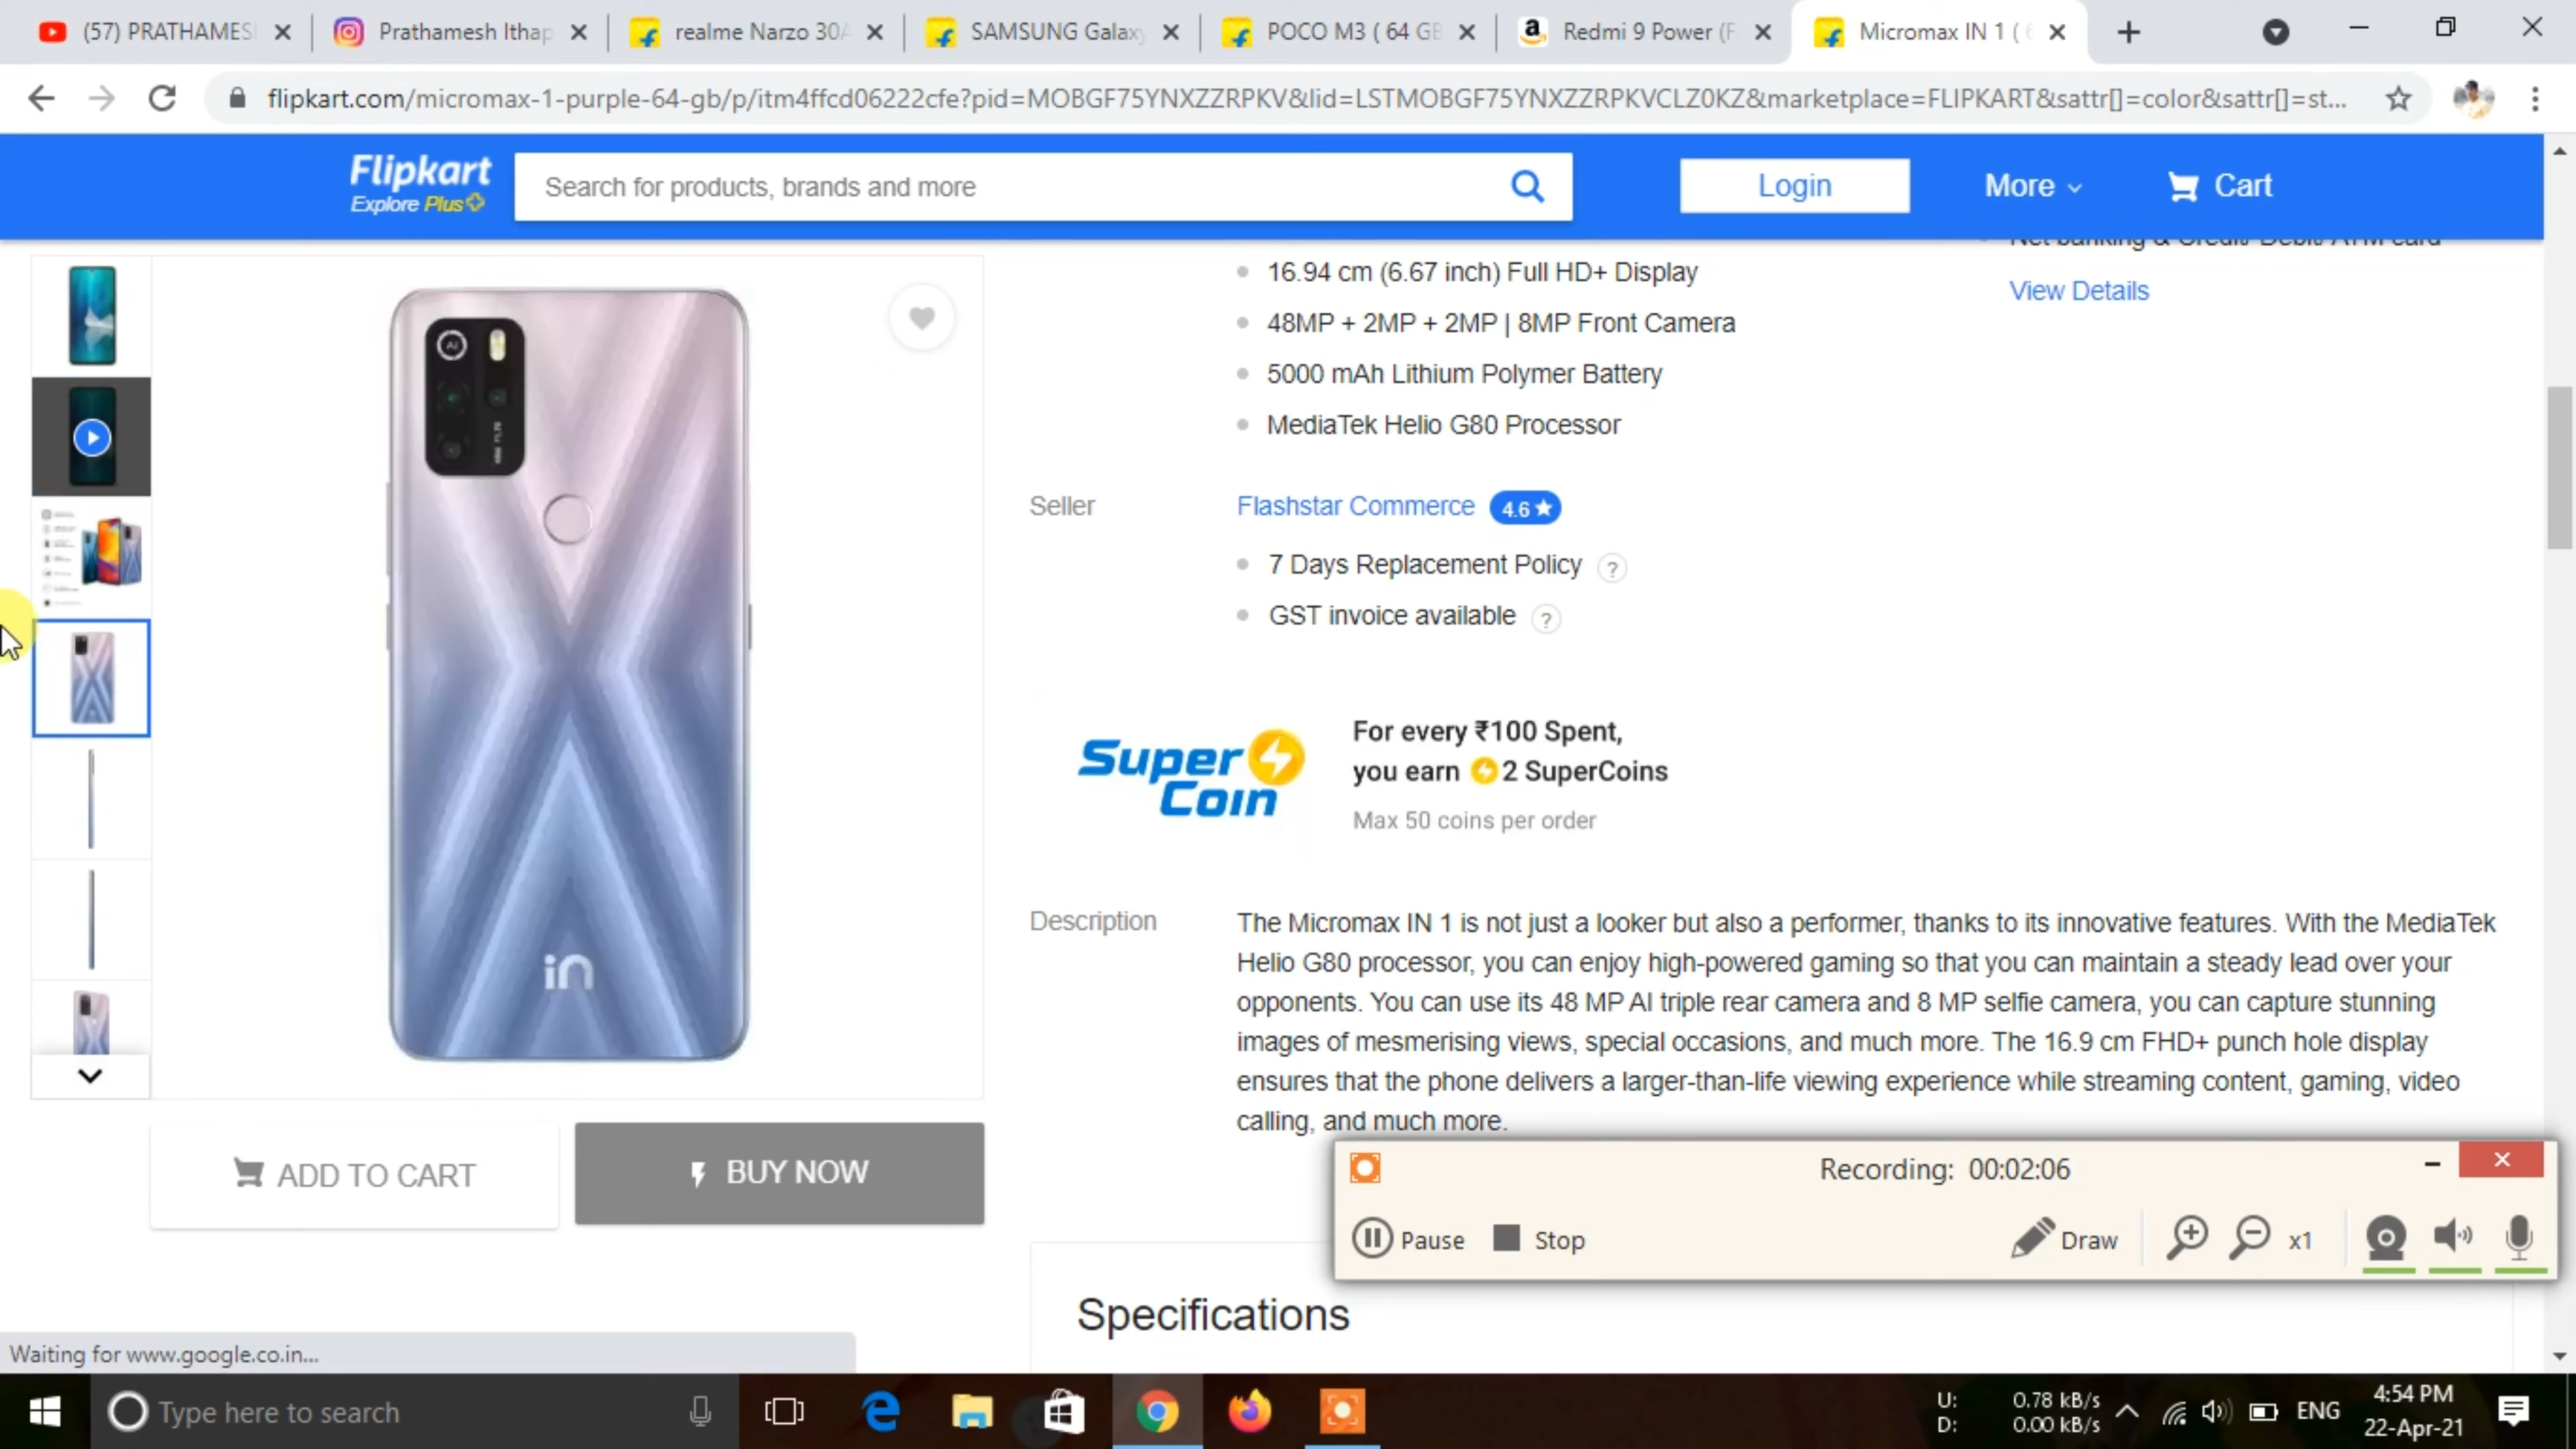 (57) PRATHAMES
Prathamesh Ithap
realme Narzo 30A
SAMSUNG Galaxy
POCO M3 ( 64 GB
Redmi 9 Power (F
Micromax IN 1 ( 6
flipkart.com/micromax-1-purple-64-gb/p/itm4ffcd06222cfe?pid=MOBGF75YNXZZRPKV&lid=LSTMOBGF75YNXZZRPKVCLZ0KZ&marketplace=FLIPKART&sattr[]=color&sattr[]=st...
Flipkart
Explore Plus
Search for products, brands and more
Login
More
Cart
Net banking & Credit/ Debit/ ATM card
View Details
16.94 cm (6.67 inch) Full HD+ Display
48MP + 2MP + 2MP | 8MP Front Camera
5000 mAh Lithium Polymer Battery
MediaTek Helio G80 Processor
Seller
Flashstar Commerce 4.6★
7 Days Replacement Policy ?
GST invoice available ?
Super Coin
For every ₹100 Spent,
you earn 2 SuperCoins
Max 50 coins per order
AI
in
Description
The Micromax IN 1 is not just a looker but also a performer, thanks to its innovative features. With the MediaTek
Helio G80 processor, you can enjoy high-powered gaming so that you can maintain a steady lead over your
opponents. You can use its 48 MP AI triple rear camera and 8 MP selfie camera, you can capture stunning
images of mesmerising views, special occasions, and much more. The 16.9 cm FHD+ punch hole display
ensures that the phone delivers a larger-than-life viewing experience while streaming content, gaming, video
calling, and much more.
ADD TO CART
BUY NOW
Recording: 00:02:06
Pause
Stop
Draw
x1
Specifications
Waiting for www.google.co.in...
Type here to search
U: 0.78 kB/s
D: 0.00 kB/s
ENG
4:54 PM
22-Apr-21